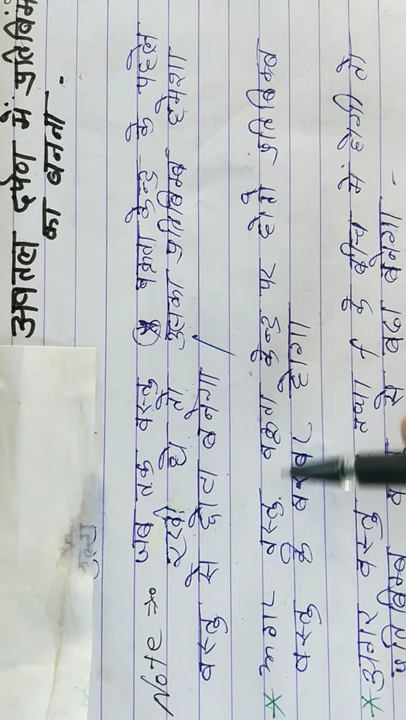 अवतल दर्पण में प्रतिबिम्ब
का बनना -
Note → जब तक वस्तु वक्रता केन्द्र के पहले
रखी है। तो उसका प्रतिबिम्ब हमेशा
वस्तु से छोटा बनेगा
* अगर वस्तु वक्रता केन्द्र पर होगी प्रतिबिम्ब
वस्तु के बराबर होगा
* अगर वस्तु तथा F के बीच में होगी तो
प्रतिबिम्ब से बड़ा बनेगा -